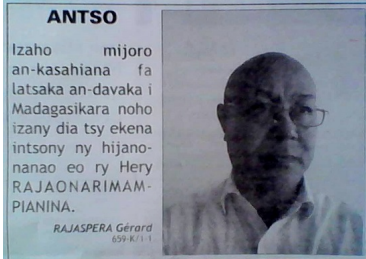 ANTSO
Izaho mijoro
an-kasahiana fa
latsaka an-davaka i
Madagasikara noho
izany dia tsy ekena
intsony ny hijano-
nanao eo ry Hery
RAJAONARIMAM-
PIANINA.
RAJASPERA Gérard
659-K/1-1